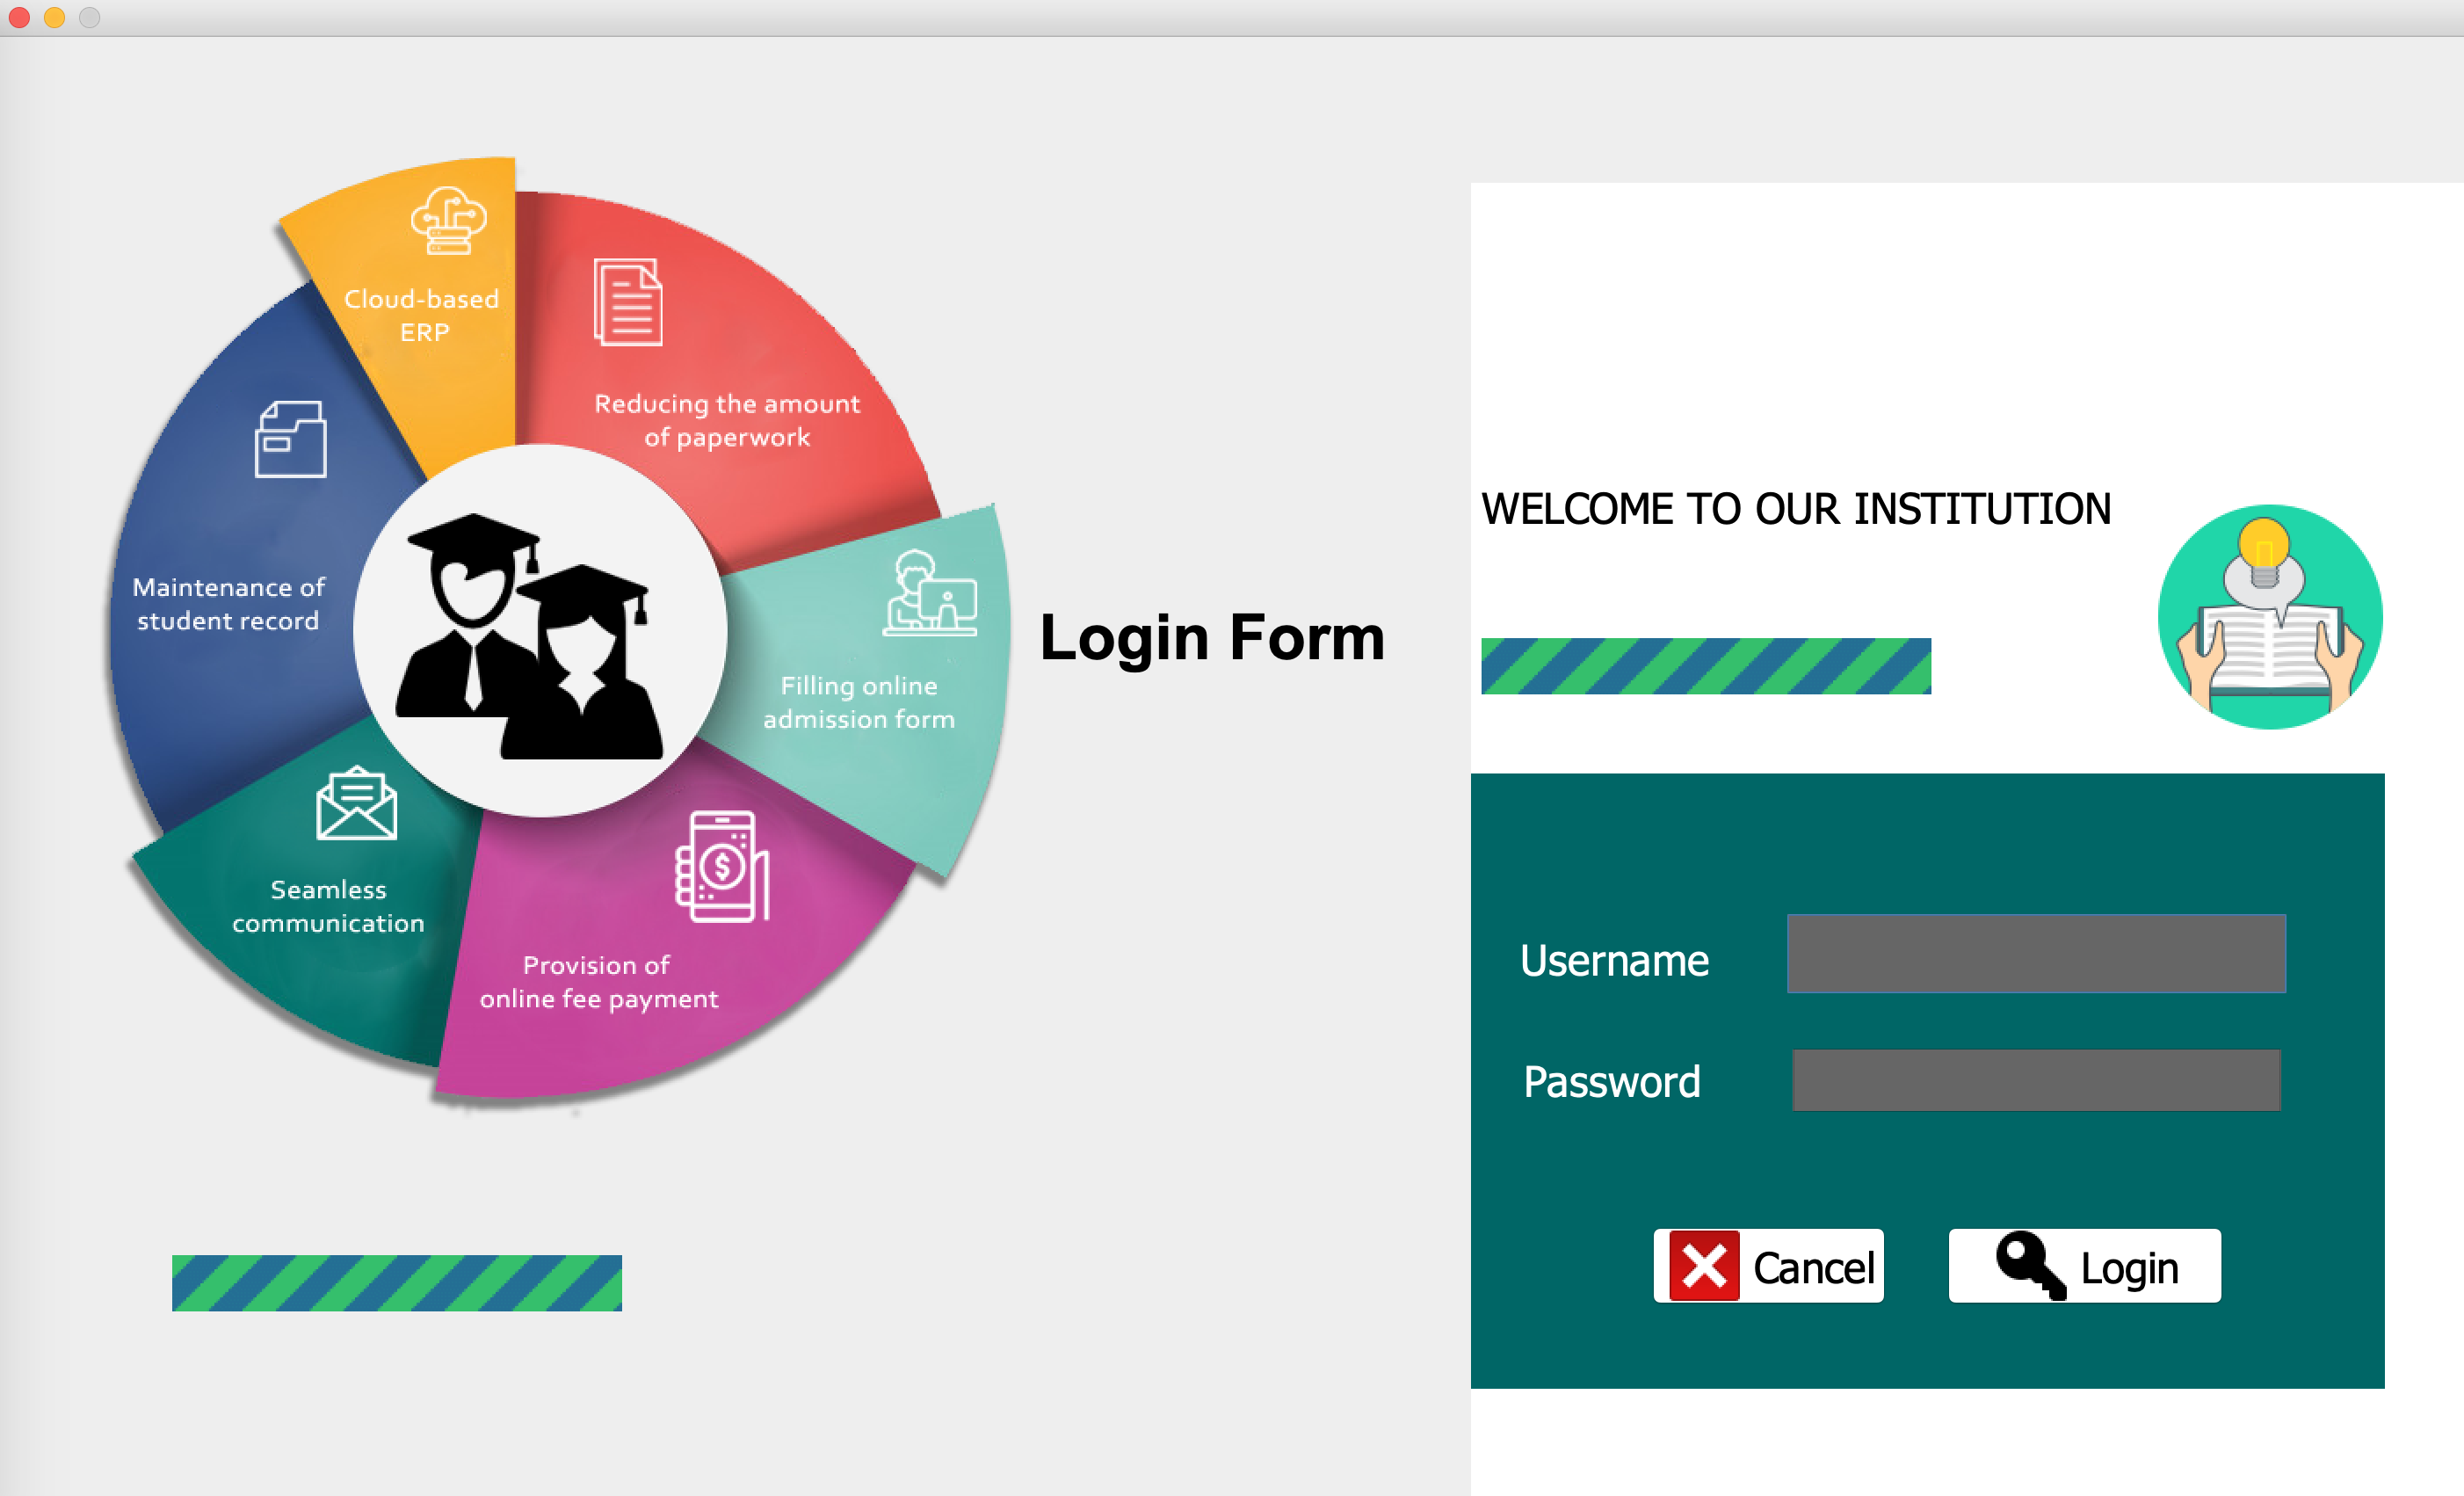 Cloud-based
ERP
Reducing the amount
of paperwork
Maintenance of
student record
Filling online
admission form
Seamless
communication
Provision of
online fee payment
Login Form
WELCOME TO OUR INSTITUTION
Username
Password
Cancel
Login